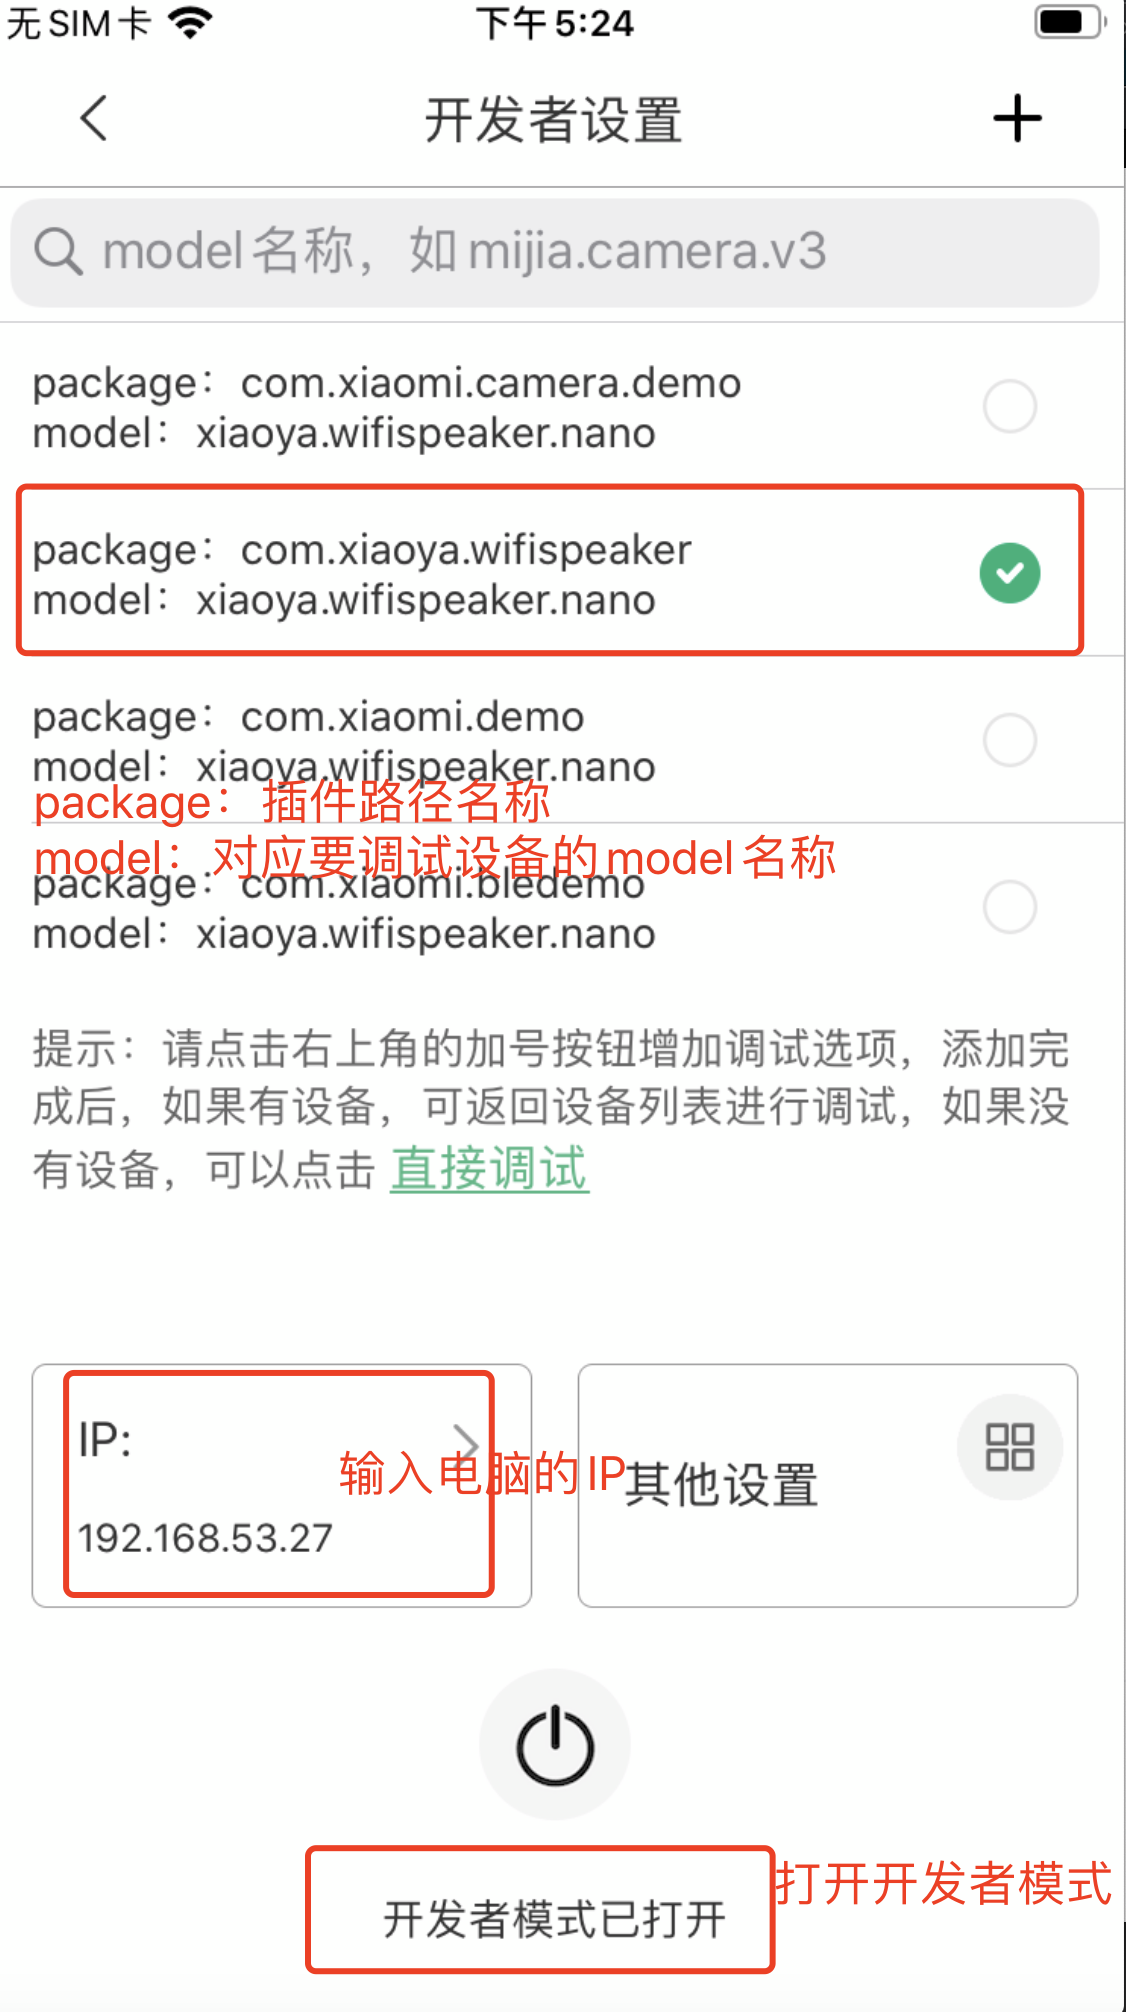 无SIM卡
下午5:24
开发者设置
model名称，如mijia.camera.v3
package：com.xiaomi.camera.demo
model：xiaoya.wifispeaker.nano
package：com.xiaoya.wifispeaker
model：xiaoya.wifispeaker.nano
package：com.xiaomi.demo
model：xiaoya.wifispeaker.nano
package：插件路径名称
model：对应要调试设备的model名称
package：com.xiaomi.bledemo
model：xiaoya.wifispeaker.nano
提示：请点击右上角的加号按钮增加调试选项，添加完
成后，如果有设备，可返回设备列表进行调试，如果没
有设备，可以点击 直接调试
IP:
输入电脑的IP
其他设置
192.168.53.27
打开开发者模式
开发者模式已打开